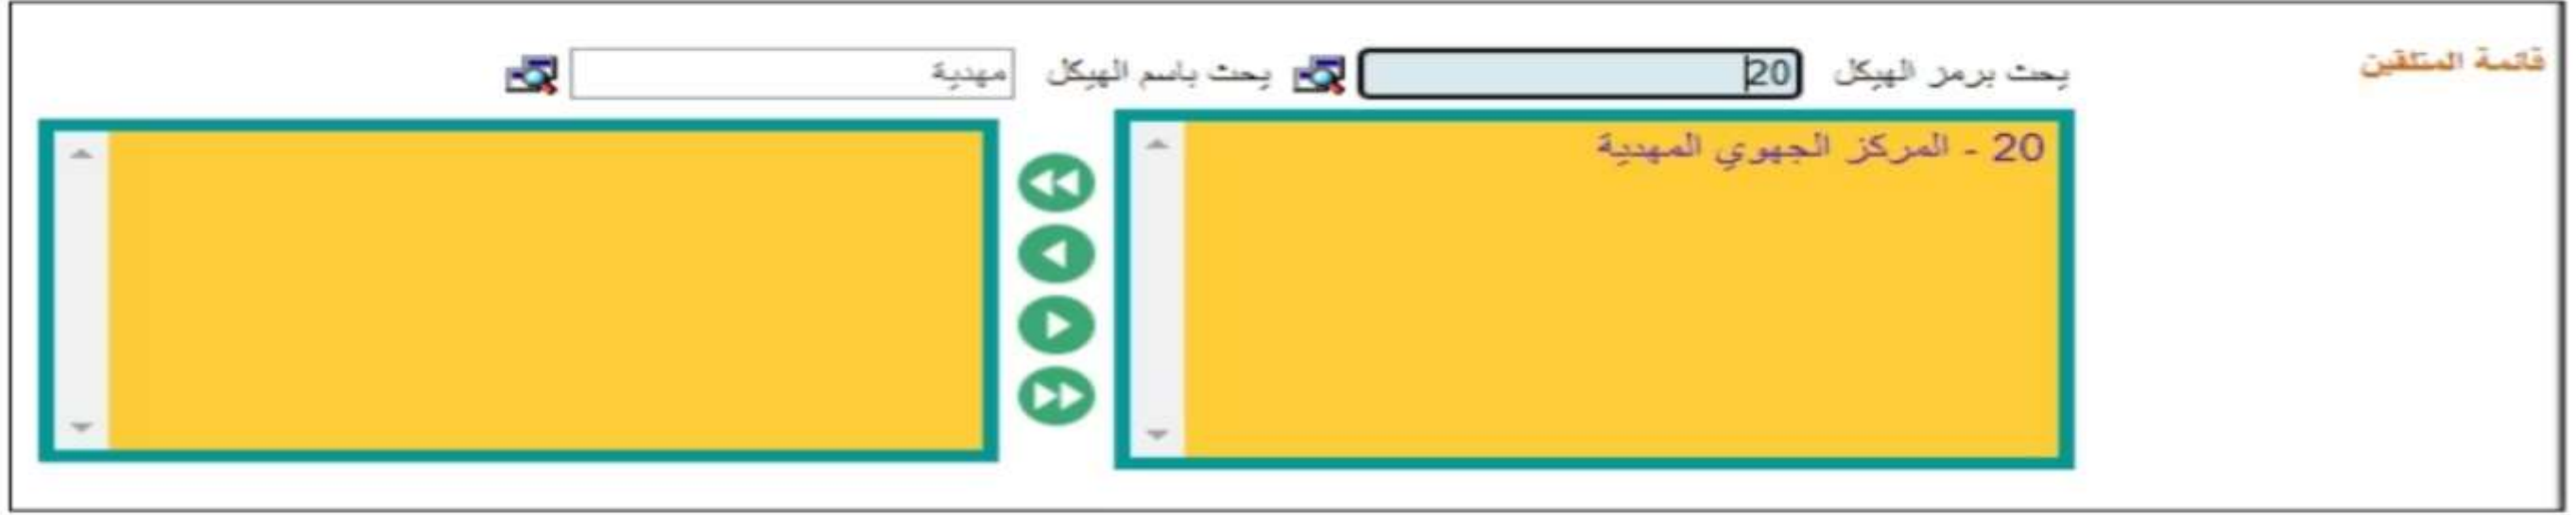 قائمة المتلقين
بحث برمز الهيكل 20 بحث باسم الهيكل مهدية
20 - المركز الجهوي المهدية